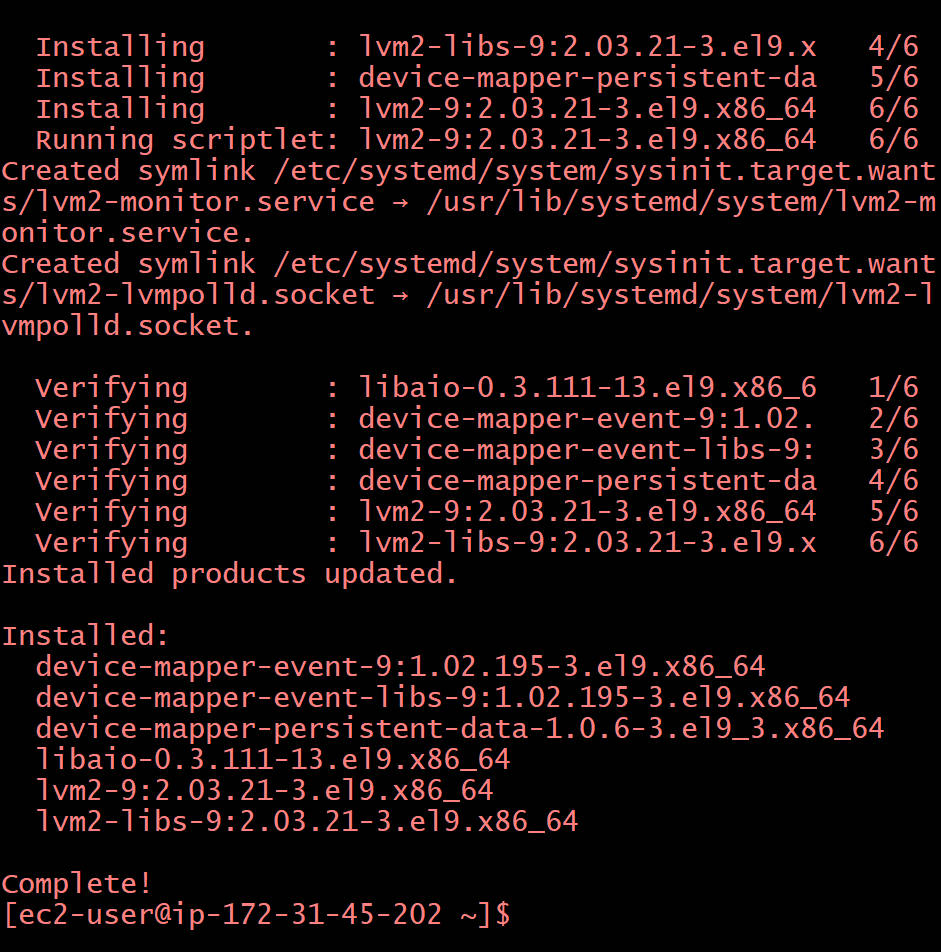 Installing : lvm2-libs-9:2.03.21-3.el9.x 4/6
Installing : device-mapper-persistent-da 5/6
Installing : lvm2-9:2.03.21-3.el9.x86_64 6/6
Running scriptlet: lvm2-9:2.03.21-3.el9.x86_64 6/6
Created symlink /etc/systemd/system/sysinit.target.want
s/lvm2-monitor.service → /usr/lib/systemd/system/lvm2-m
onitor.service.
Created symlink /etc/systemd/system/sysinit.target.want
s/lvm2-lvmpolld.socket → /usr/lib/systemd/system/lvm2-l
vmpolld.socket.
Verifying : libaio-0.3.111-13.el9.x86_6 1/6
Verifying : device-mapper-event-9:1.02. 2/6
Verifying : device-mapper-event-libs-9: 3/6
Verifying : device-mapper-persistent-da 4/6
Verifying : lvm2-9:2.03.21-3.el9.x86_64 5/6
Verifying : lvm2-libs-9:2.03.21-3.el9.x 6/6
Installed products updated.
Installed:
device-mapper-event-9:1.02.195-3.el9.x86_64
device-mapper-event-libs-9:1.02.195-3.el9.x86_64
device-mapper-persistent-data-1.0.6-3.el9_3.x86_64
libaio-0.3.111-13.el9.x86_64
lvm2-9:2.03.21-3.el9.x86_64
lvm2-libs-9:2.03.21-3.el9.x86_64
Complete!
[ec2-user@ip-172-31-45-202 ~]$